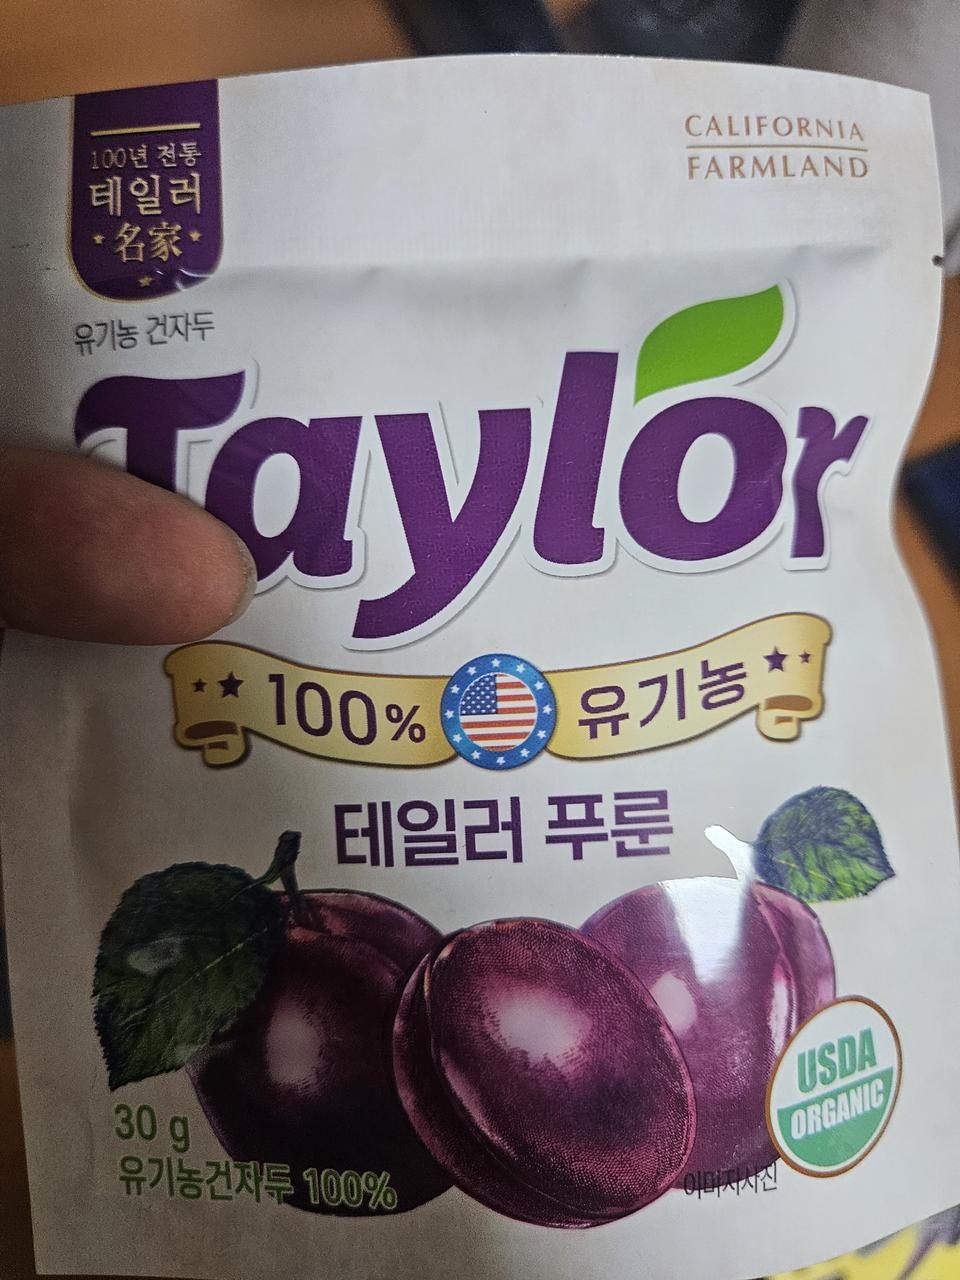 100년 전통
테일러
名家
CALIFORNIA
FARMLAND
유기농 건자두
Taylor
100% 유기농
테일러 푸룬
USDA
ORGANIC
30 g
유기농건자두 100%
이미지사진